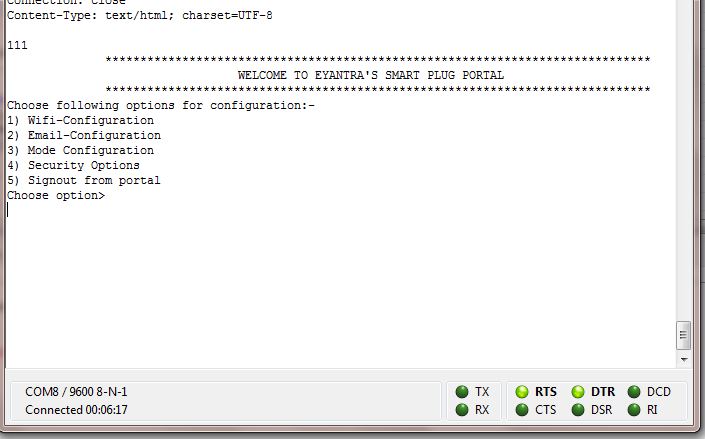 Connection: close
Content-Type: text/html; charset=UTF-8
111
******************************************************************************
WELCOME TO EYANTRA'S SMART PLUG PORTAL
******************************************************************************
Choose following options for configuration:-
1) Wifi-Configuration
2) Email-Configuration
3) Mode Configuration
4) Security Options
5) Signout from portal
Choose option>
COM8 / 9600 8-N-1
Connected 00:06:17
TX
RTS
DTR
DCD
RX
CTS
DSR
RI